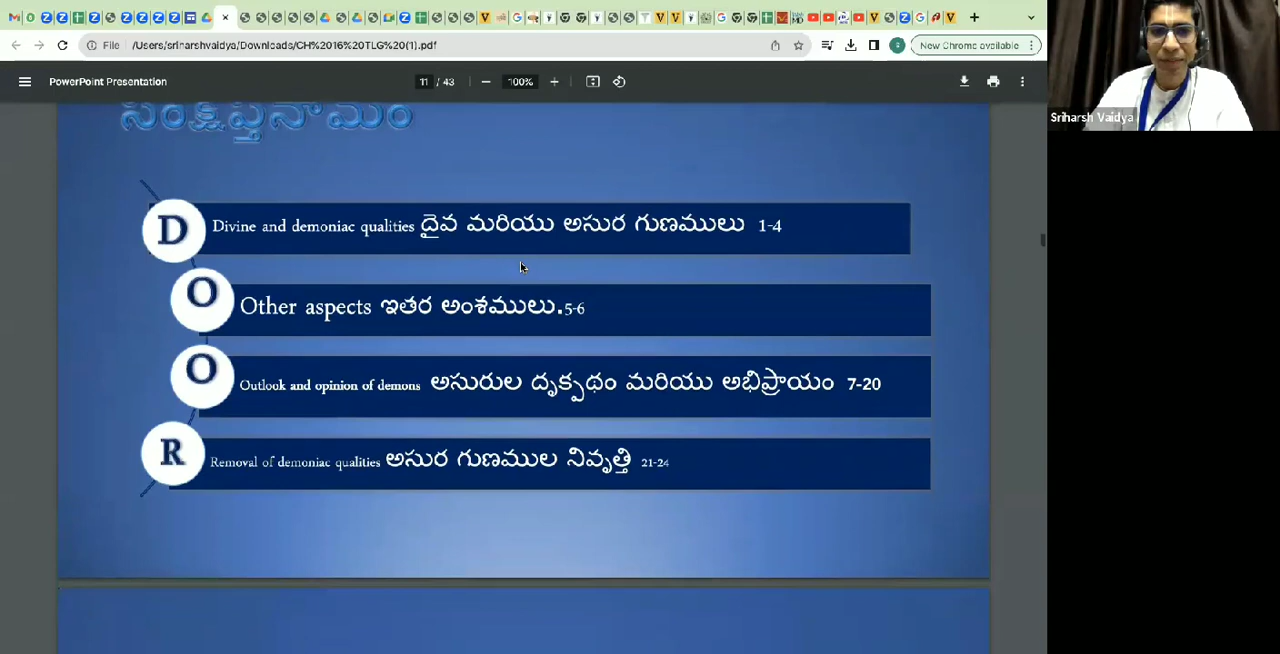 New Chrome available
File
/Users/sriharshvaidya/Downloads/CH%2016%20TLG%20(1).pdf
PowerPoint Presentation
11 / 43
100%
Sriharsh Vaidya
సంక్షిప్తనామం
D
Divine and demoniac qualities దైవ మరియు అసుర గుణములు 1-4
O
Other aspects ఇతర అంశములు.5-6
O
Outlook and opinion of demons అసురుల దృక్పథం మరియు అభిప్రాయం 7-20
R
Removal of demoniac qualities అసుర గుణముల నివృత్తి 21-24